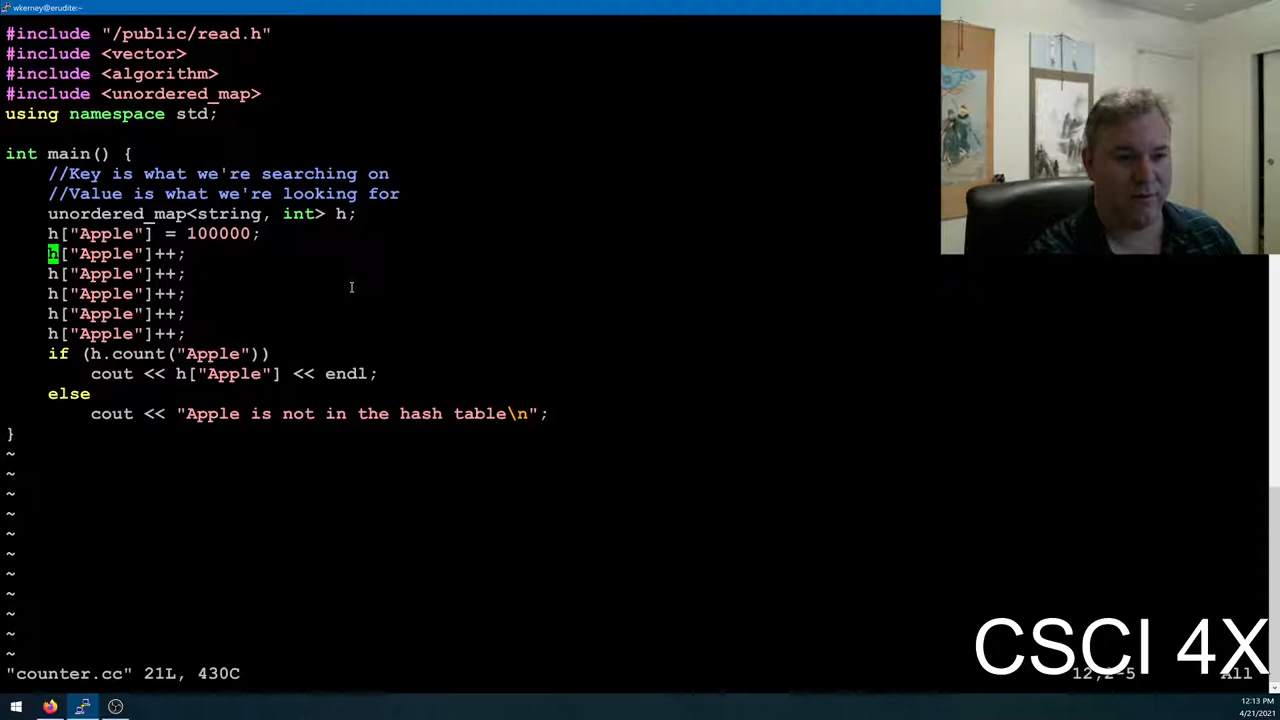 wkerney@erudite:~
#include "/public/read.h"
#include <vector>
#include <algorithm>
#include <unordered_map>
using namespace std;
int main() {
//Key is what we're searching on
//Value is what we're looking for
unordered_map<string, int> h;
h["Apple"] = 100000;
h["Apple"]++;
h["Apple"]++;
h["Apple"]++;
h["Apple"]++;
h["Apple"]++;
if (h.count("Apple"))
cout << h["Apple"] << endl;
else
cout << "Apple is not in the hash table\n";
}
~
~
~
~
~
~
~
~
~
~
~
"counter.cc" 21L, 430C
12,2-5
All
CSCI 4X
12:13 PM
4/21/2021